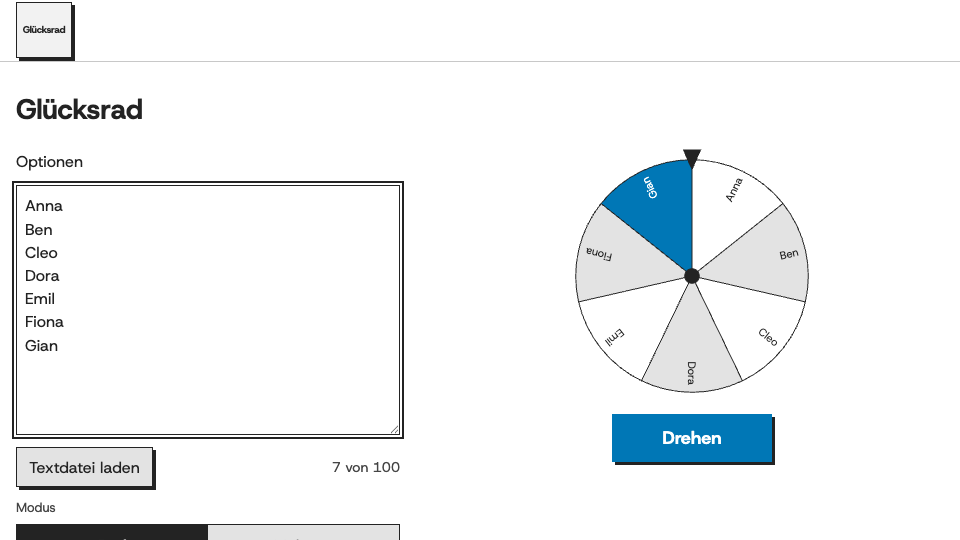 Glücksrad
Glücksrad
Optionen
Anna
Ben
Cleo
Dora
Emil
Fiona
Gian
Textdatei laden
7 von 100
Modus
Gian
Anna
Fiona
Ben
Emil
Cleo
Dora
Drehen